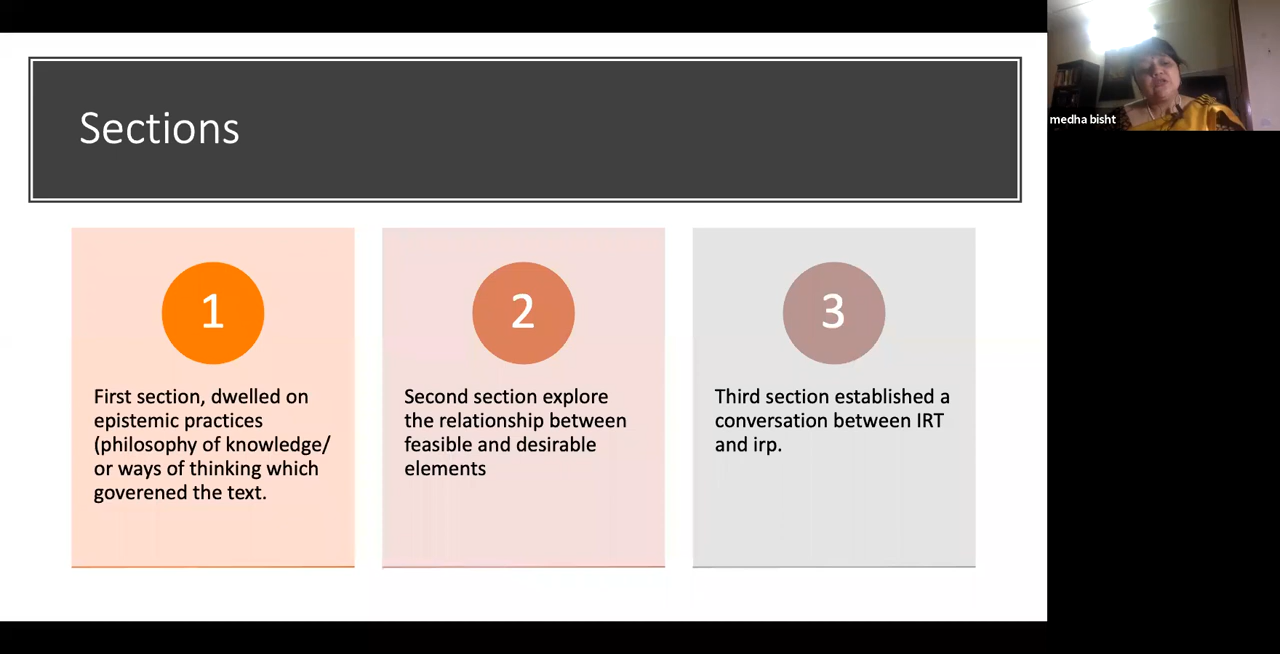 Sections
medha bisht
1
First section, dwelled on
epistemic practices
(philosophy of knowledge/
or ways of thinking which
goverened the text.
2
Second section explore
the relationship between
feasible and desirable
elements
3
Third section established a
conversation between IRT
and irp.